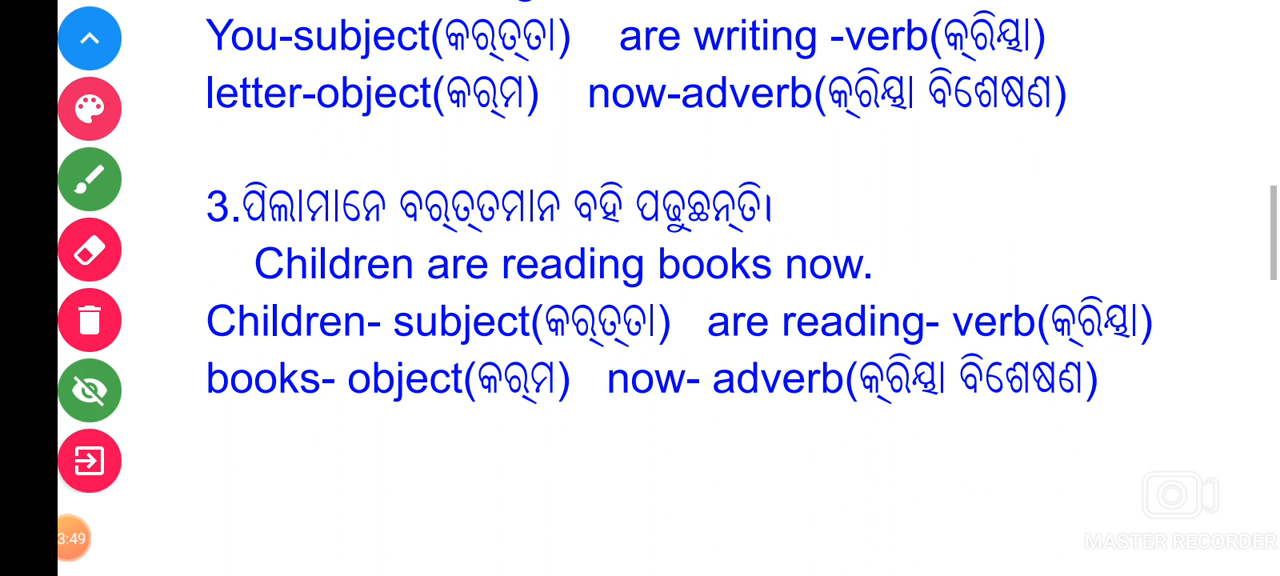 You-subject(କର୍ତ୍ତା) are writing -verb(କ୍ରିୟା)
letter-object(କର୍ମ) now-adverb(କ୍ରିୟା ବିଶେଷଣ)
3.ପିଲାମାନେ ବର୍ତ୍ତମାନ ବହି ପଢୁଛନ୍ତି।
Children are reading books now.
Children- subject(କର୍ତ୍ତା) are reading- verb(କ୍ରିୟା)
books- object(କର୍ମ) now- adverb(କ୍ରିୟା ବିଶେଷଣ)
3:49
MASTER RECORDER